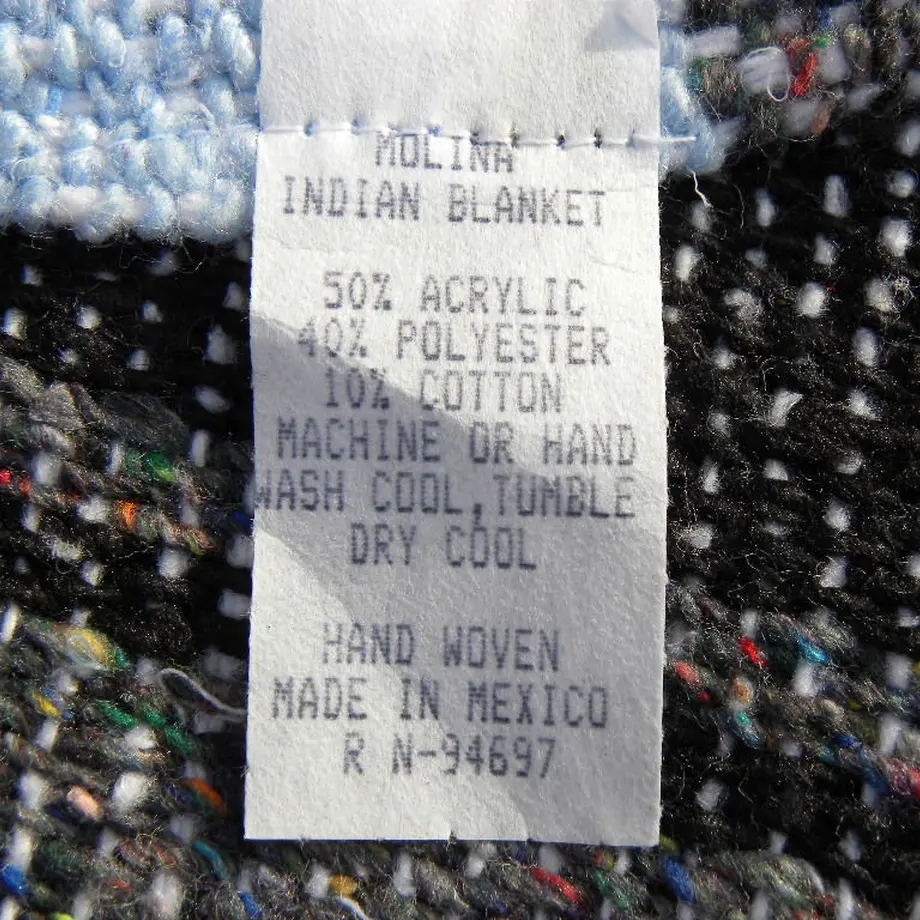 MOLINA
INDIAN BLANKET
50% ACRYLIC
40% POLYESTER
10% COTTON
MACHINE OR HAND
WASH COOL,TUMBLE
DRY COOL
HAND WOVEN
MADE IN MEXICO
R N-94697